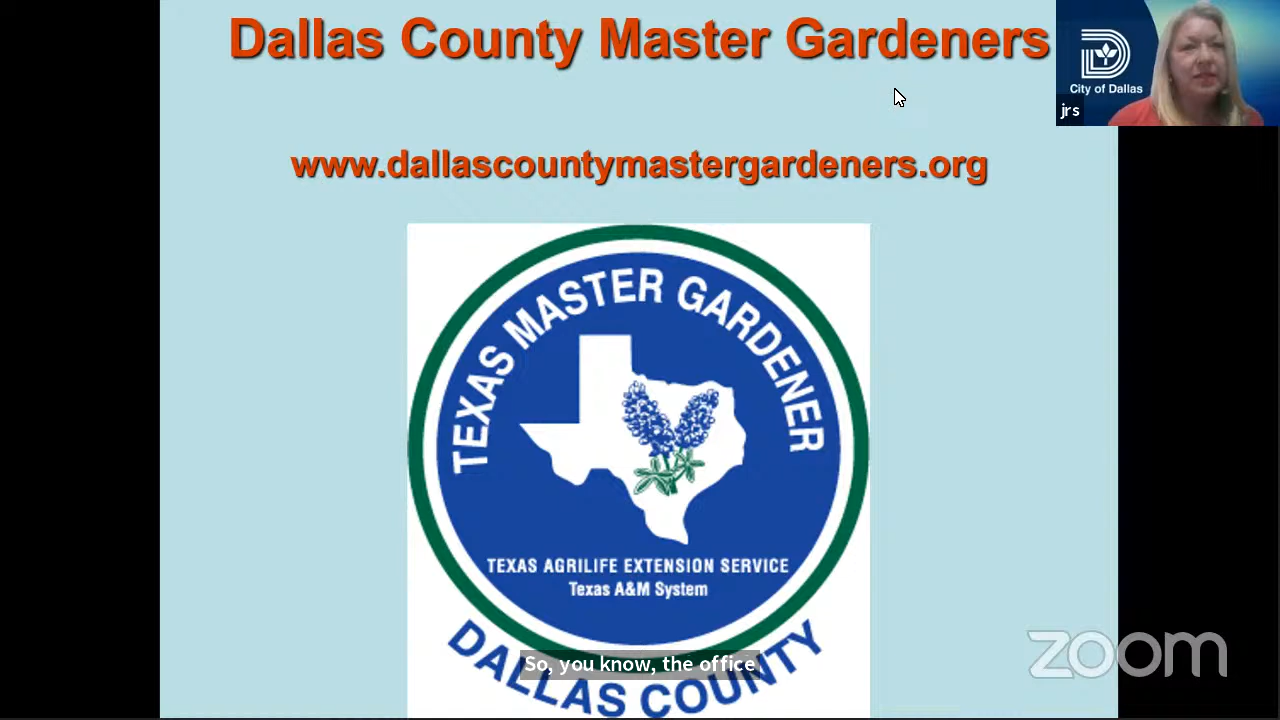 Dallas County Master Gardeners
City of Dallas
jrs
www.dallascountymastergardeners.org
TEXAS MASTER GARDENER
TEXAS AGRILIFE EXTENSION SERVICE
Texas A&M System
DALLAS COUNTY
So, you know, the office
zoom